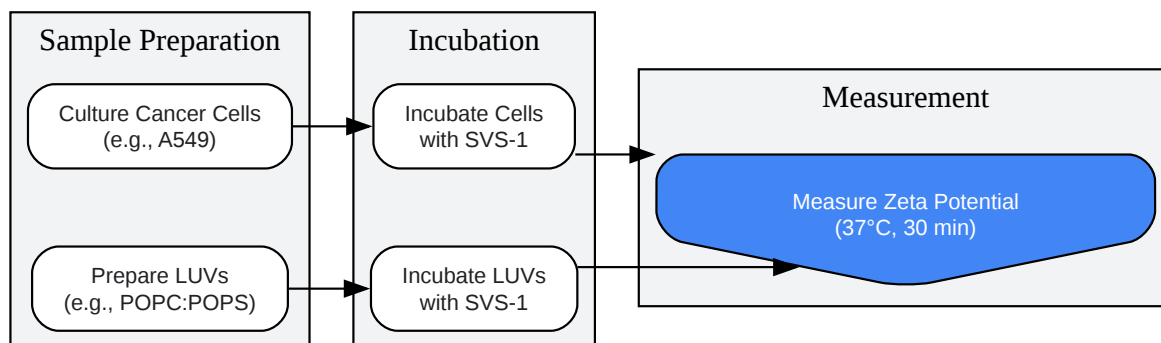 Sample Preparation
Culture Cancer Cells
(e.g., A549)
Prepare LUVs
(e.g., POPC:POPS)
Incubation
Incubate Cells
with SVS-1
Incubate LUVs
with SVS-1
Measurement
Measure Zeta Potential
(37°C, 30 min)